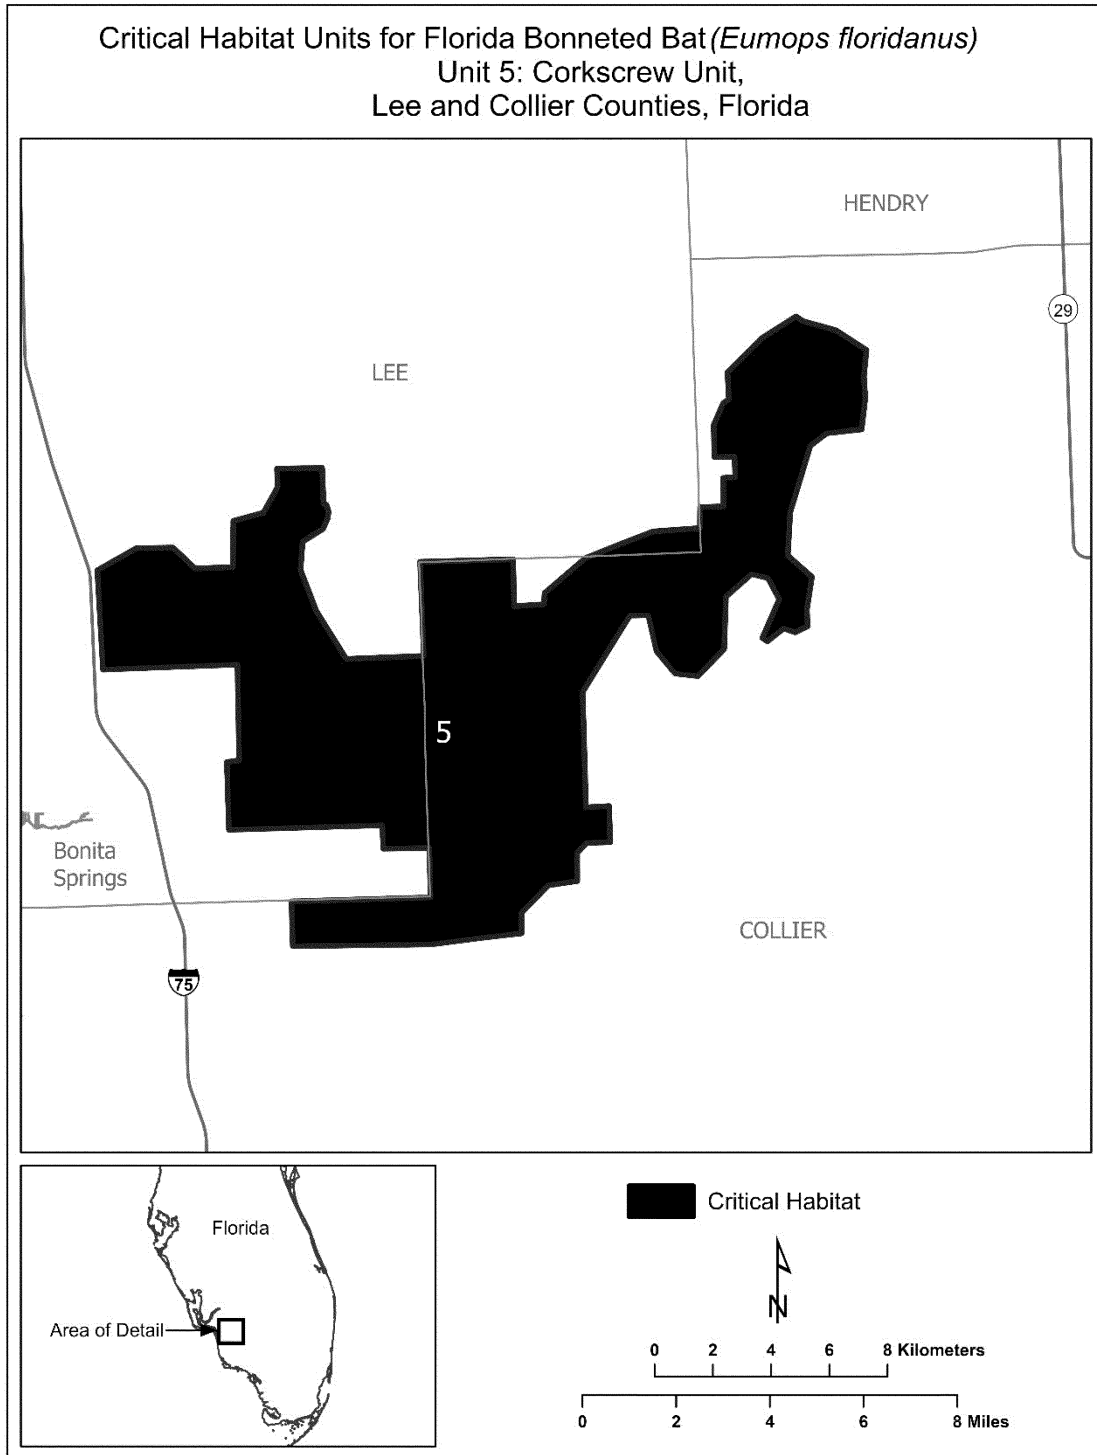 Critical Habitat Units for Florida Bonneted Bat (Eumops floridanus)
Unit 5: Corkscrew Unit,
Lee and Collier Counties, Florida
HENDRY
29
LEE
5
Bonita
Springs
COLLIER
75
Florida
Area of Detail
Critical Habitat
N
0 2 4 6 8 Kilometers
0 2 4 6 8 Miles